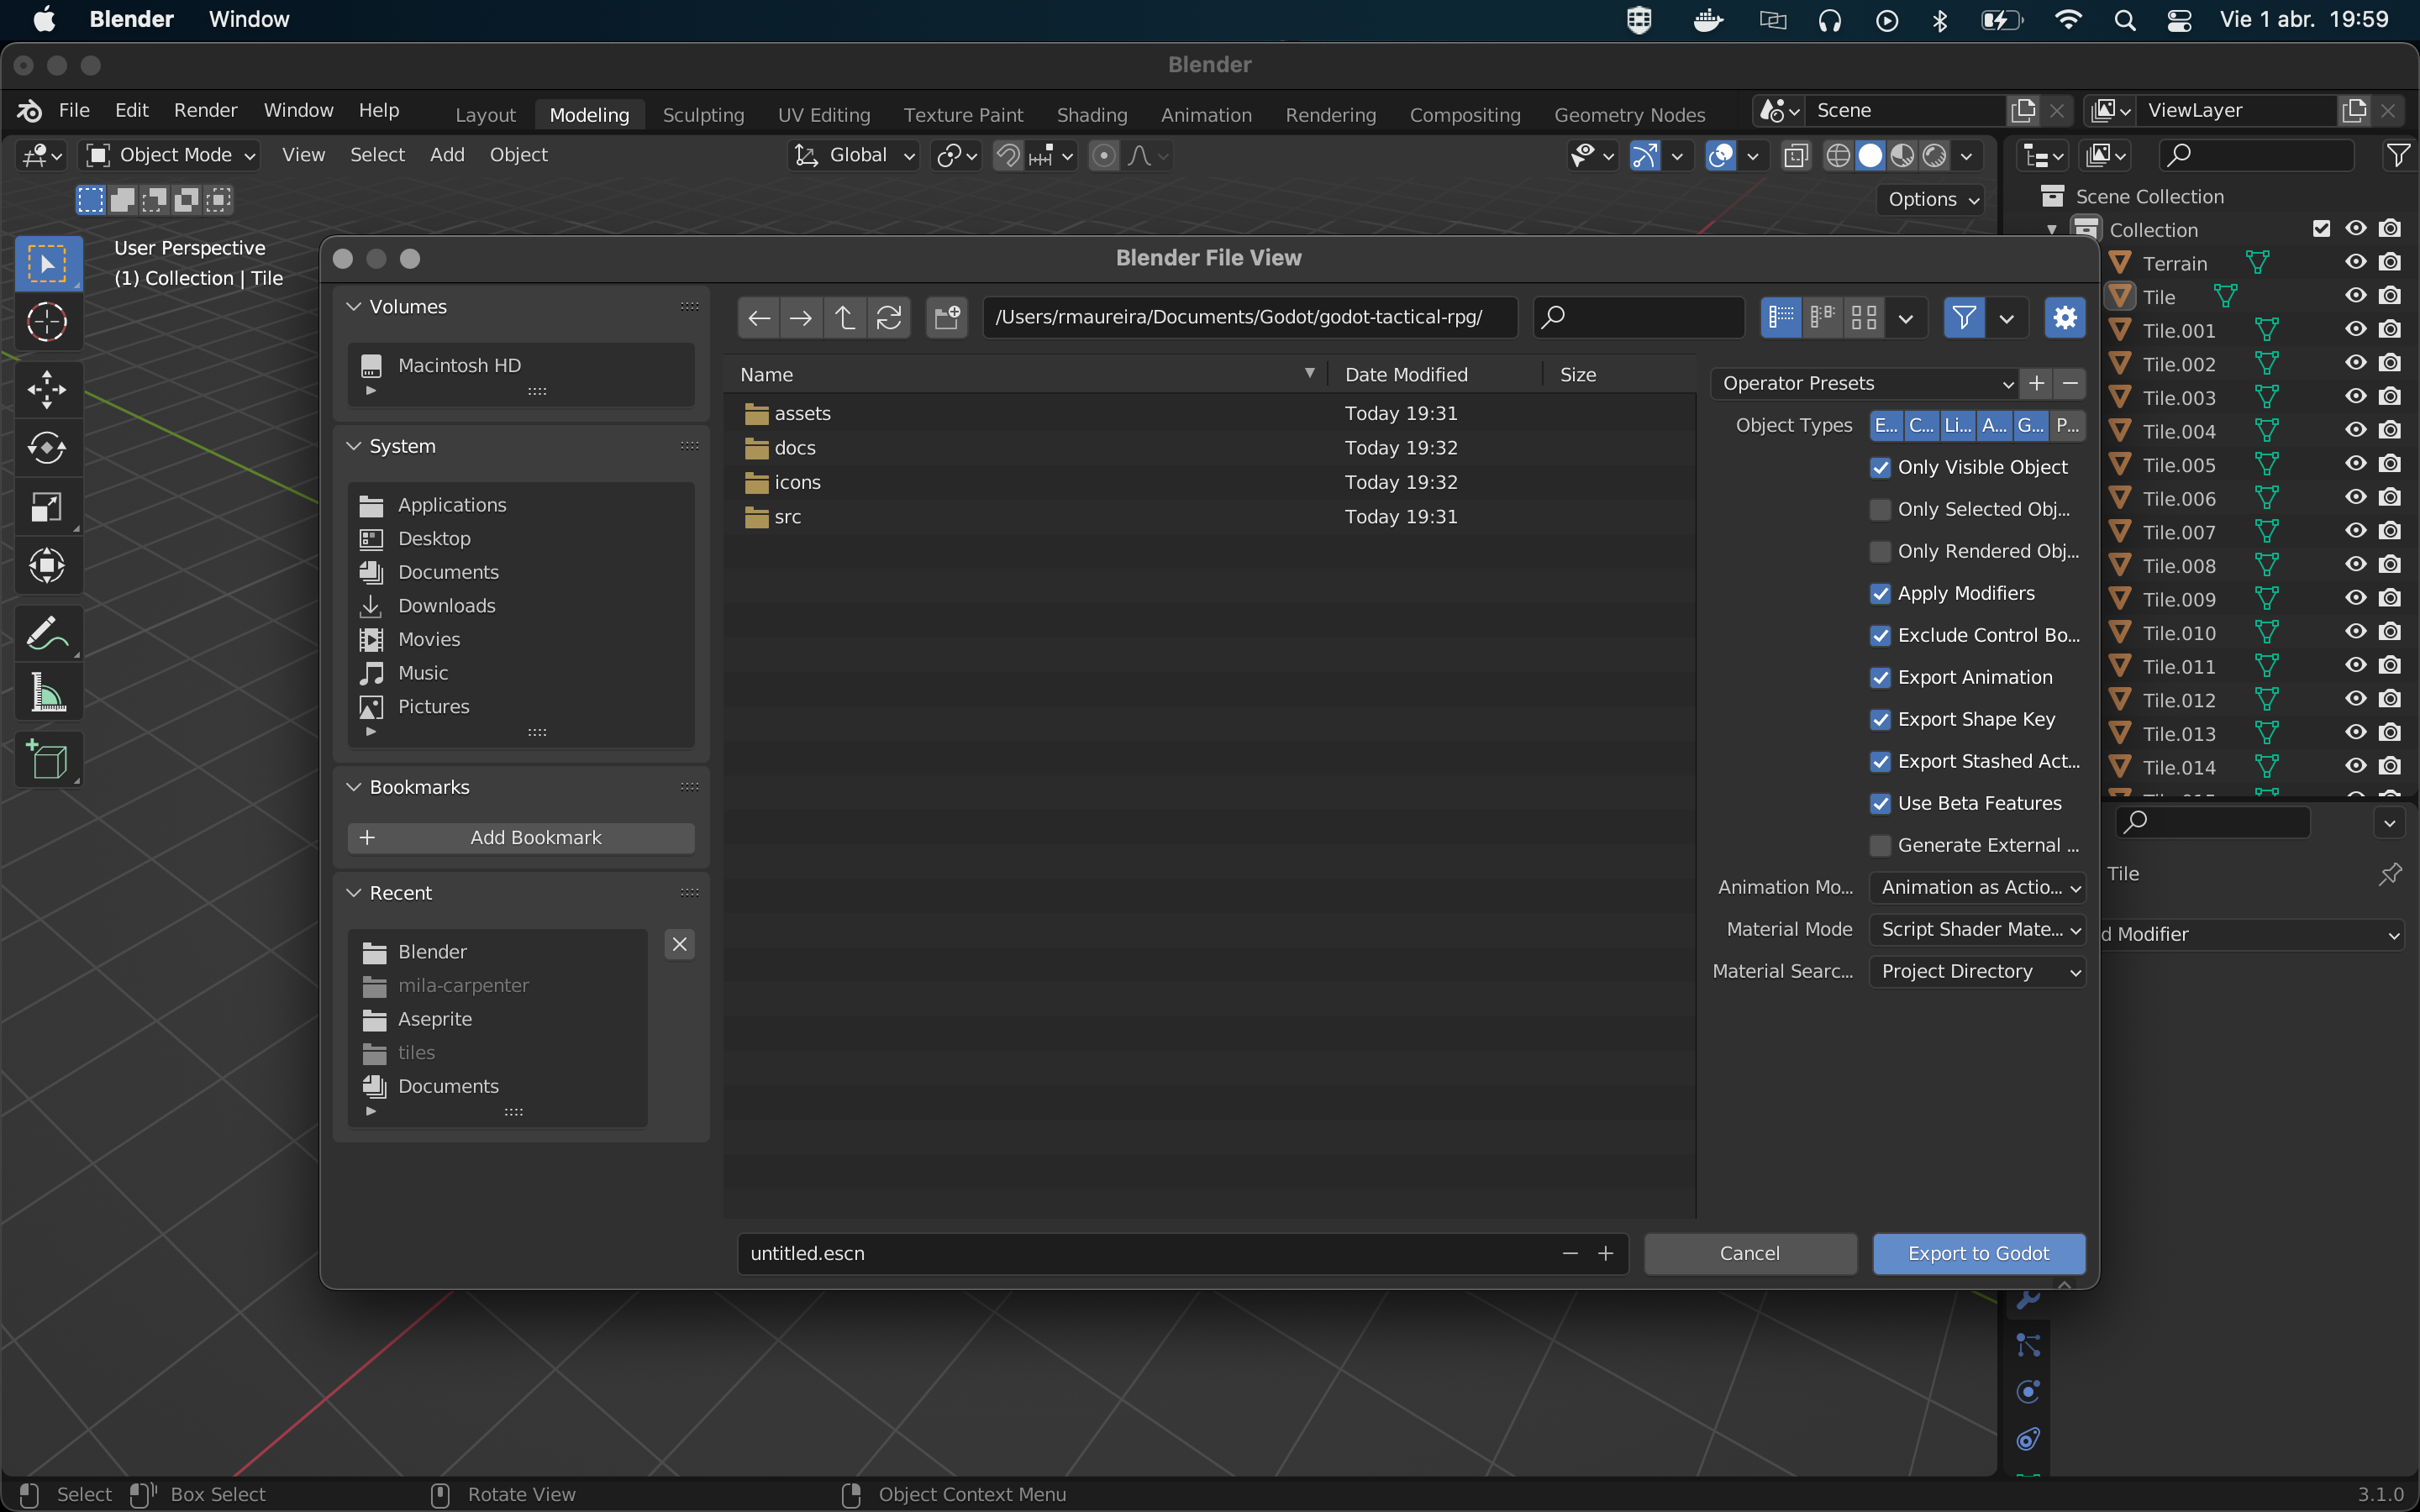 Blender Window Vie 1 abr. 19:59
Blender
File Edit Render Window Help Layout Modeling Sculpting UV Editing Texture Paint Shading Animation Rendering Compositing Geometry Nodes Scene ViewLayer
Object Mode View Select Add Object Global
Options
User Perspective
(1) Collection | Tile
Scene Collection
Collection
Terrain
Tile
Tile.001
Tile.002
Tile.003
Tile.004
Tile.005
Tile.006
Tile.007
Tile.008
Tile.009
Tile.010
Tile.011
Tile.012
Tile.013
Tile.014
Tile
d Modifier
Blender File View
Volumes
Macintosh HD
System
Applications
Desktop
Documents
Downloads
Movies
Music
Pictures
Bookmarks
Add Bookmark
Recent
Blender
mila-carpenter
Aseprite
tiles
Documents
/Users/rmaureira/Documents/Godot/godot-tactical-rpg/
Name Date Modified Size
assets Today 19:31
docs Today 19:32
icons Today 19:32
src Today 19:31
Operator Presets
Object Types E... C... Li... A... G... P...
Only Visible Object
Only Selected Obj...
Only Rendered Obj...
Apply Modifiers
Exclude Control Bo...
Export Animation
Export Shape Key
Export Stashed Act...
Use Beta Features
Generate External ...
Animation Mo... Animation as Actio...
Material Mode Script Shader Mate...
Material Searc... Project Directory
untitled.escn Cancel Export to Godot
Select Box Select Rotate View Object Context Menu 3.1.0